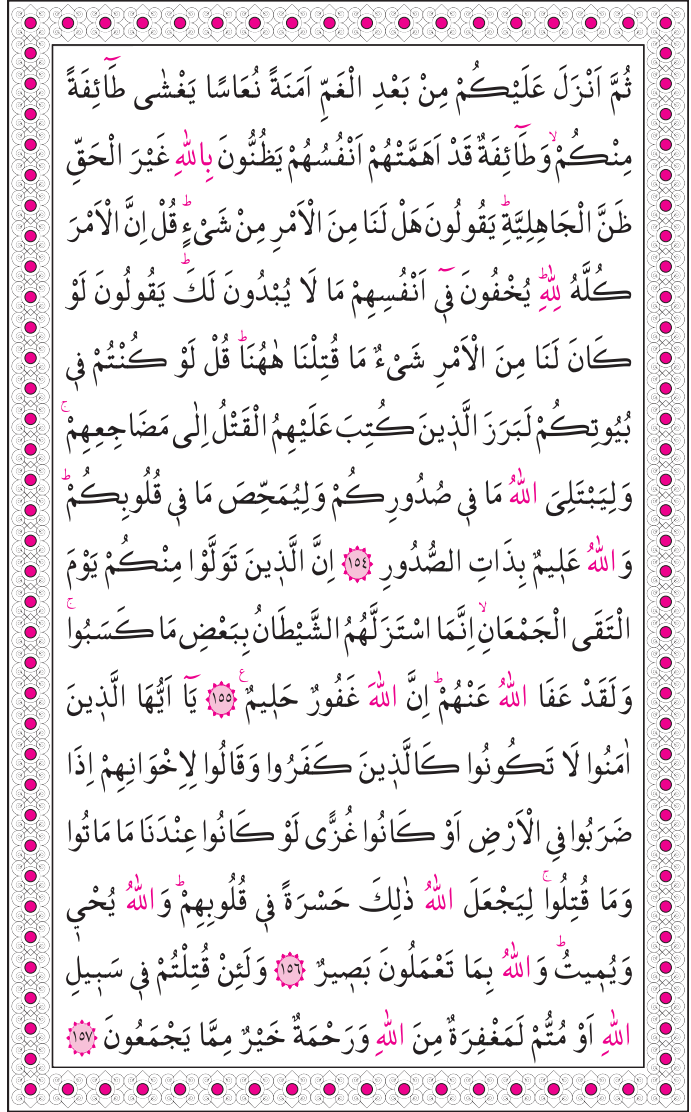 ثُمَّ اَنْزَلَ عَلَيْكُمْ مِنْ بَعْدِ الْغَمِّ اَمَنَةً نُعَاسًا يَغْشٰى طَٓائِفَةً
مِنْكُمْۙ وَطَٓائِفَةٌ قَدْ اَهَمَّتْهُمْ اَنْفُسُهُمْ يَظُنُّونَ بِاللّٰهِ غَيْرَ الْحَقِّ
ظَنَّ الْجَاهِلِيَّةِۜ يَقُولُونَ هَلْ لَنَا مِنَ الْاَمْرِ مِنْ شَيْءٍۜ قُلْ اِنَّ الْاَمْرَ
كُلَّهُ لِلّٰهِۜ يُخْفُونَ ف۪ٓي اَنْفُسِهِمْ مَا لَا يُبْدُونَ لَكَۜ يَقُولُونَ لَوْ
كَانَ لَنَا مِنَ الْاَمْرِ شَيْءٌ مَا قُتِلْنَا هٰهُنَاۜ قُلْ لَوْ كُنْتُمْ ف۪ي
بُيُوتِكُمْ لَبَرَزَ الَّذ۪ينَ كُتِبَ عَلَيْهِمُ الْقَتْلُ اِلٰى مَضَاجِعِهِمْۚ
وَلِيَبْتَلِيَ اللّٰهُ مَا ف۪ي صُدُورِكُمْ وَلِيُمَحِّصَ مَا ف۪ي قُلُوبِكُمْۜ
وَاللّٰهُ عَل۪يمٌ بِذَاتِ الصُّدُورِ ﴿١٥٤﴾ اِنَّ الَّذ۪ينَ تَوَلَّوْا مِنْكُمْ يَوْمَ
الْتَقَى الْجَمْعَانِۙ اِنَّمَا اسْتَزَلَّهُمُ الشَّيْطَانُ بِبَعْضِ مَا كَسَبُواۚ
وَلَقَدْ عَفَا اللّٰهُ عَنْهُمْۜ اِنَّ اللّٰهَ غَفُورٌ حَل۪يمٌ۟ ﴿١٥٥﴾ يَٓا اَيُّهَا الَّذ۪ينَ
اٰمَنُوا لَا تَكُونُوا كَالَّذ۪ينَ كَفَرُوا وَقَالُوا لِاِخْوَانِهِمْ اِذَا
ضَرَبُوا فِي الْاَرْضِ اَوْ كَانُوا غُزًّى لَوْ كَانُوا عِنْدَنَا مَا مَاتُوا
وَمَا قُتِلُواۚ لِيَجْعَلَ اللّٰهُ ذٰلِكَ حَسْرَةً ف۪ي قُلُوبِهِمْۜ وَاللّٰهُ يُحْي۪
وَيُم۪يتُۜ وَاللّٰهُ بِمَا تَعْمَلُونَ بَص۪يرٌ ﴿١٥٦﴾ وَلَئِنْ قُتِلْتُمْ ف۪ي سَب۪يلِ
اللّٰهِ اَوْ مُتُّمْ لَمَغْفِرَةٌ مِنَ اللّٰهِ وَرَحْمَةٌ خَيْرٌ مِمَّا يَجْمَعُونَ ﴿١٥٧﴾